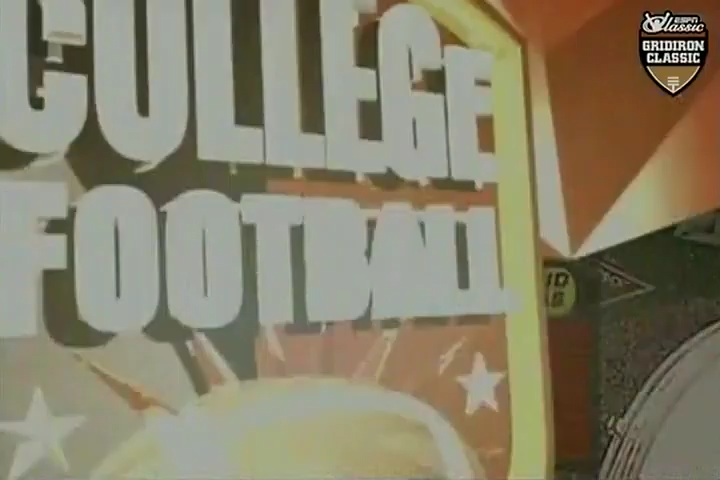 COLLEGE
FOOTBALL
ESPN
Classic
GRIDIRON
CLASSIC